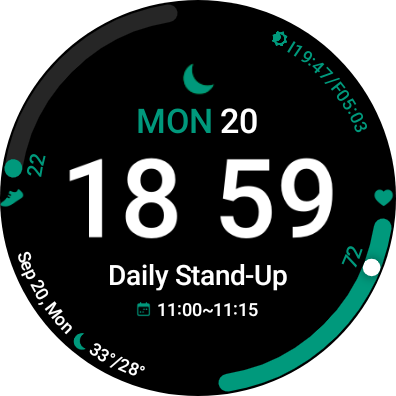 I19:47/F05:03
MON 20
22
18 59
72
Daily Stand-Up
11:00~11:15
Sep 20, Mon 33°/28°